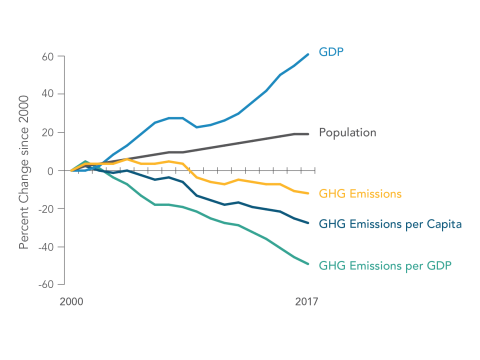 GDP
Population
GHG Emissions
GHG Emissions per Capita
GHG Emissions per GDP
Percent Change since 2000
60
40
20
0
-20
-40
-60
2000
2017